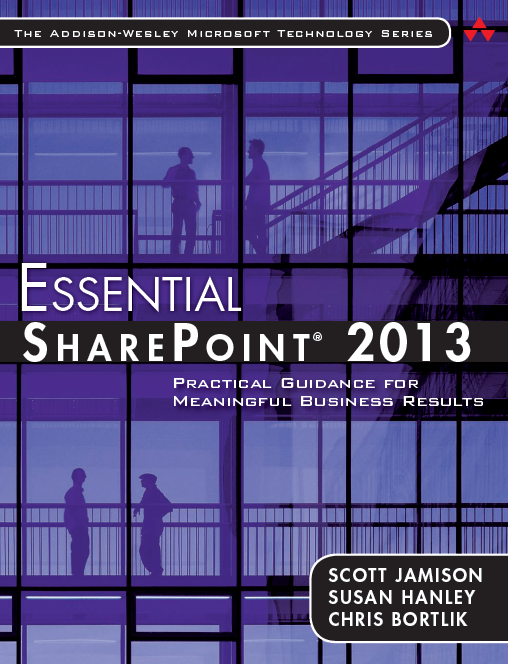 The Addison-Wesley Microsoft Technology Series
Essential
SharePoint® 2013
Practical Guidance for
Meaningful Business Results
SCOTT JAMISON
SUSAN HANLEY
CHRIS BORTLIK